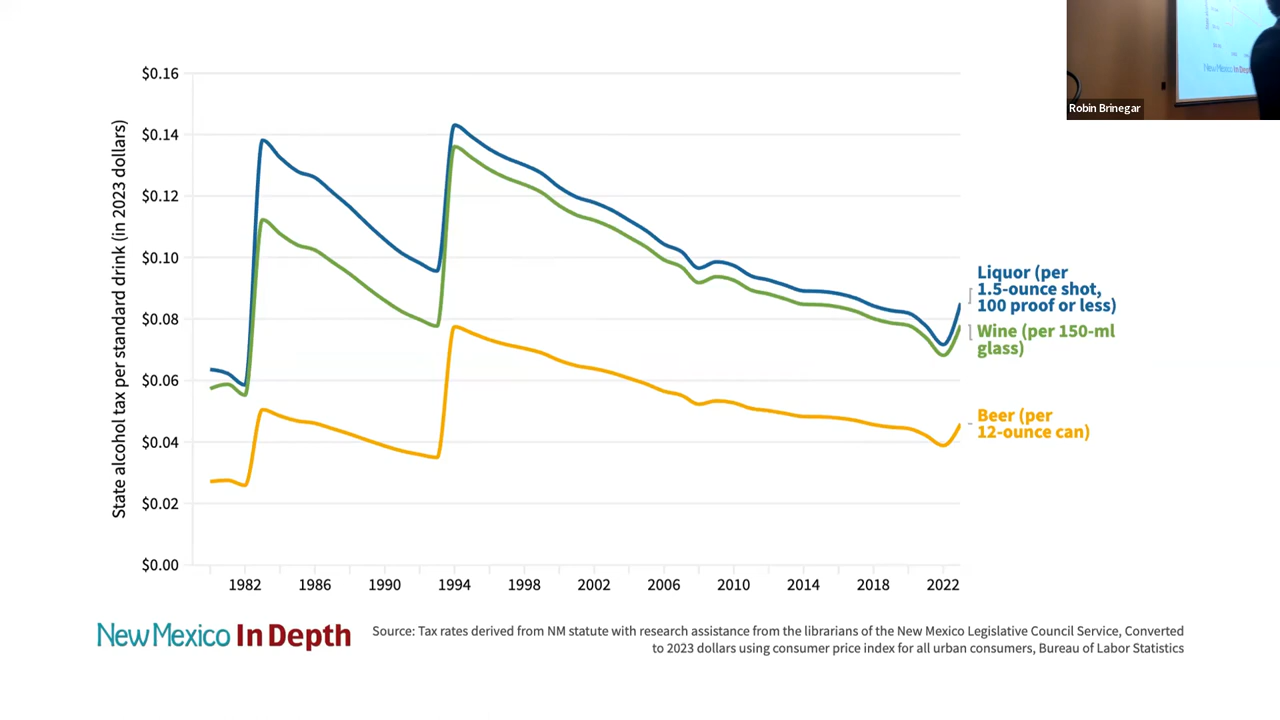 Robin Brinegar
New Mexico In Depth
State alcohol tax per standard drink (in 2023 dollars)
$0.16
$0.14
$0.12
$0.10
$0.08
$0.06
$0.04
$0.02
$0.00
1982 1986 1990 1994 1998 2002 2006 2010 2014 2018 2022
Liquor (per
1.5-ounce shot,
100 proof or less)
Wine (per 150-ml
glass)
Beer (per
12-ounce can)
New Mexico In Depth
Source: Tax rates derived from NM statute with research assistance from the librarians of the New Mexico Legislative Council Service, Converted
to 2023 dollars using consumer price index for all urban consumers, Bureau of Labor Statistics